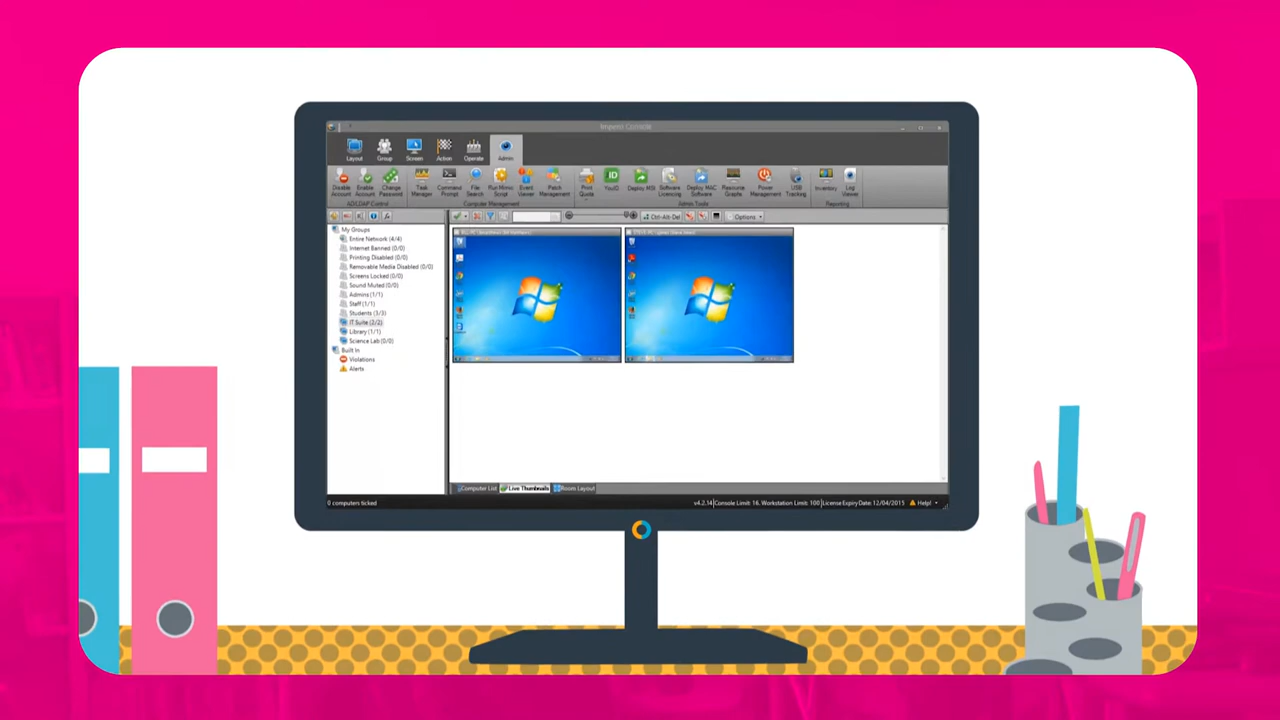 Impero Console
Layout Group Screen Action Operate Admin
Disable Account
Enable Account
Change Password
Task Manager
Command Prompt
File Search
Run Mimic Script
Event Viewer
Patch Management
Print Quota
YouID
Deploy MSI
Software Licensing
Deploy MAC Software
Resource Graphs
Power Management
USB Tracking
Inventory
Log Viewer
AD/LDAP Control
Computer Management
Admin Tools
Reporting
Ctrl-Alt-Del
Options
My Groups
Entire Network (4/4)
Internet Banned (0/0)
Printing Disabled (0/0)
Removable Media Disabled (0/0)
Screens Locked (0/0)
Sound Muted (0/0)
Admins (1/1)
Staff (1/1)
Students (3/3)
IT Suite (2/2)
Library (1/1)
Science Lab (0/0)
Built In
Violations
Alerts
Computer List Live Thumbnails Room Layout
0 computers ticked
v4.2.14 Console Limit: 16. Workstation Limit: 100 License Expiry Date: 12/04/2015 Help!